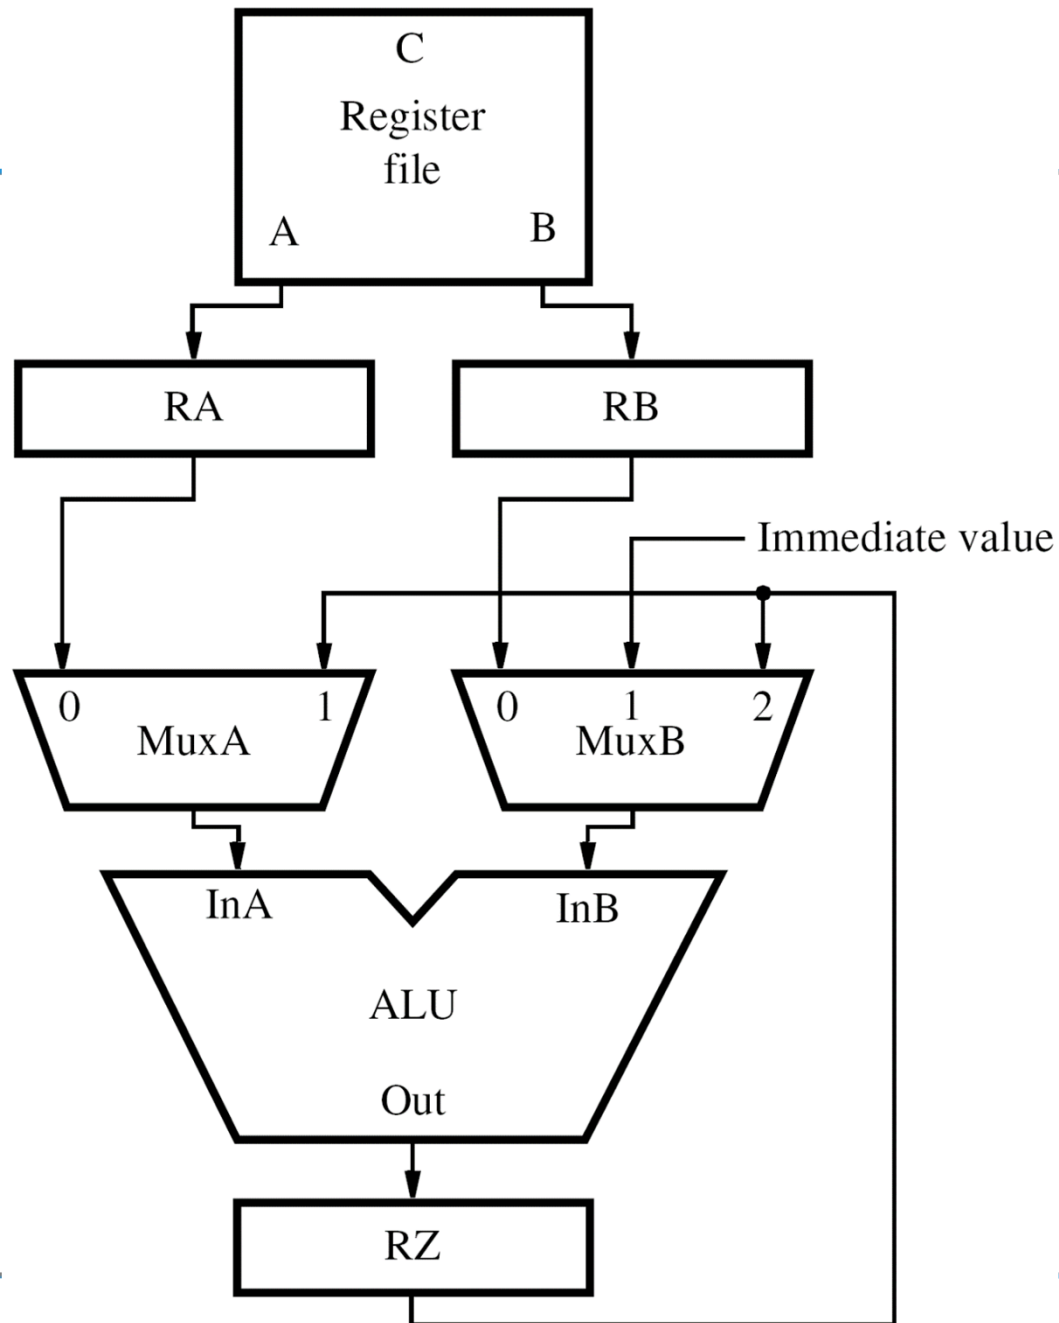 C
Register
file
A B
RA RB
Immediate value
0 1 0 1 2
MuxA MuxB
InA InB
ALU
Out
RZ